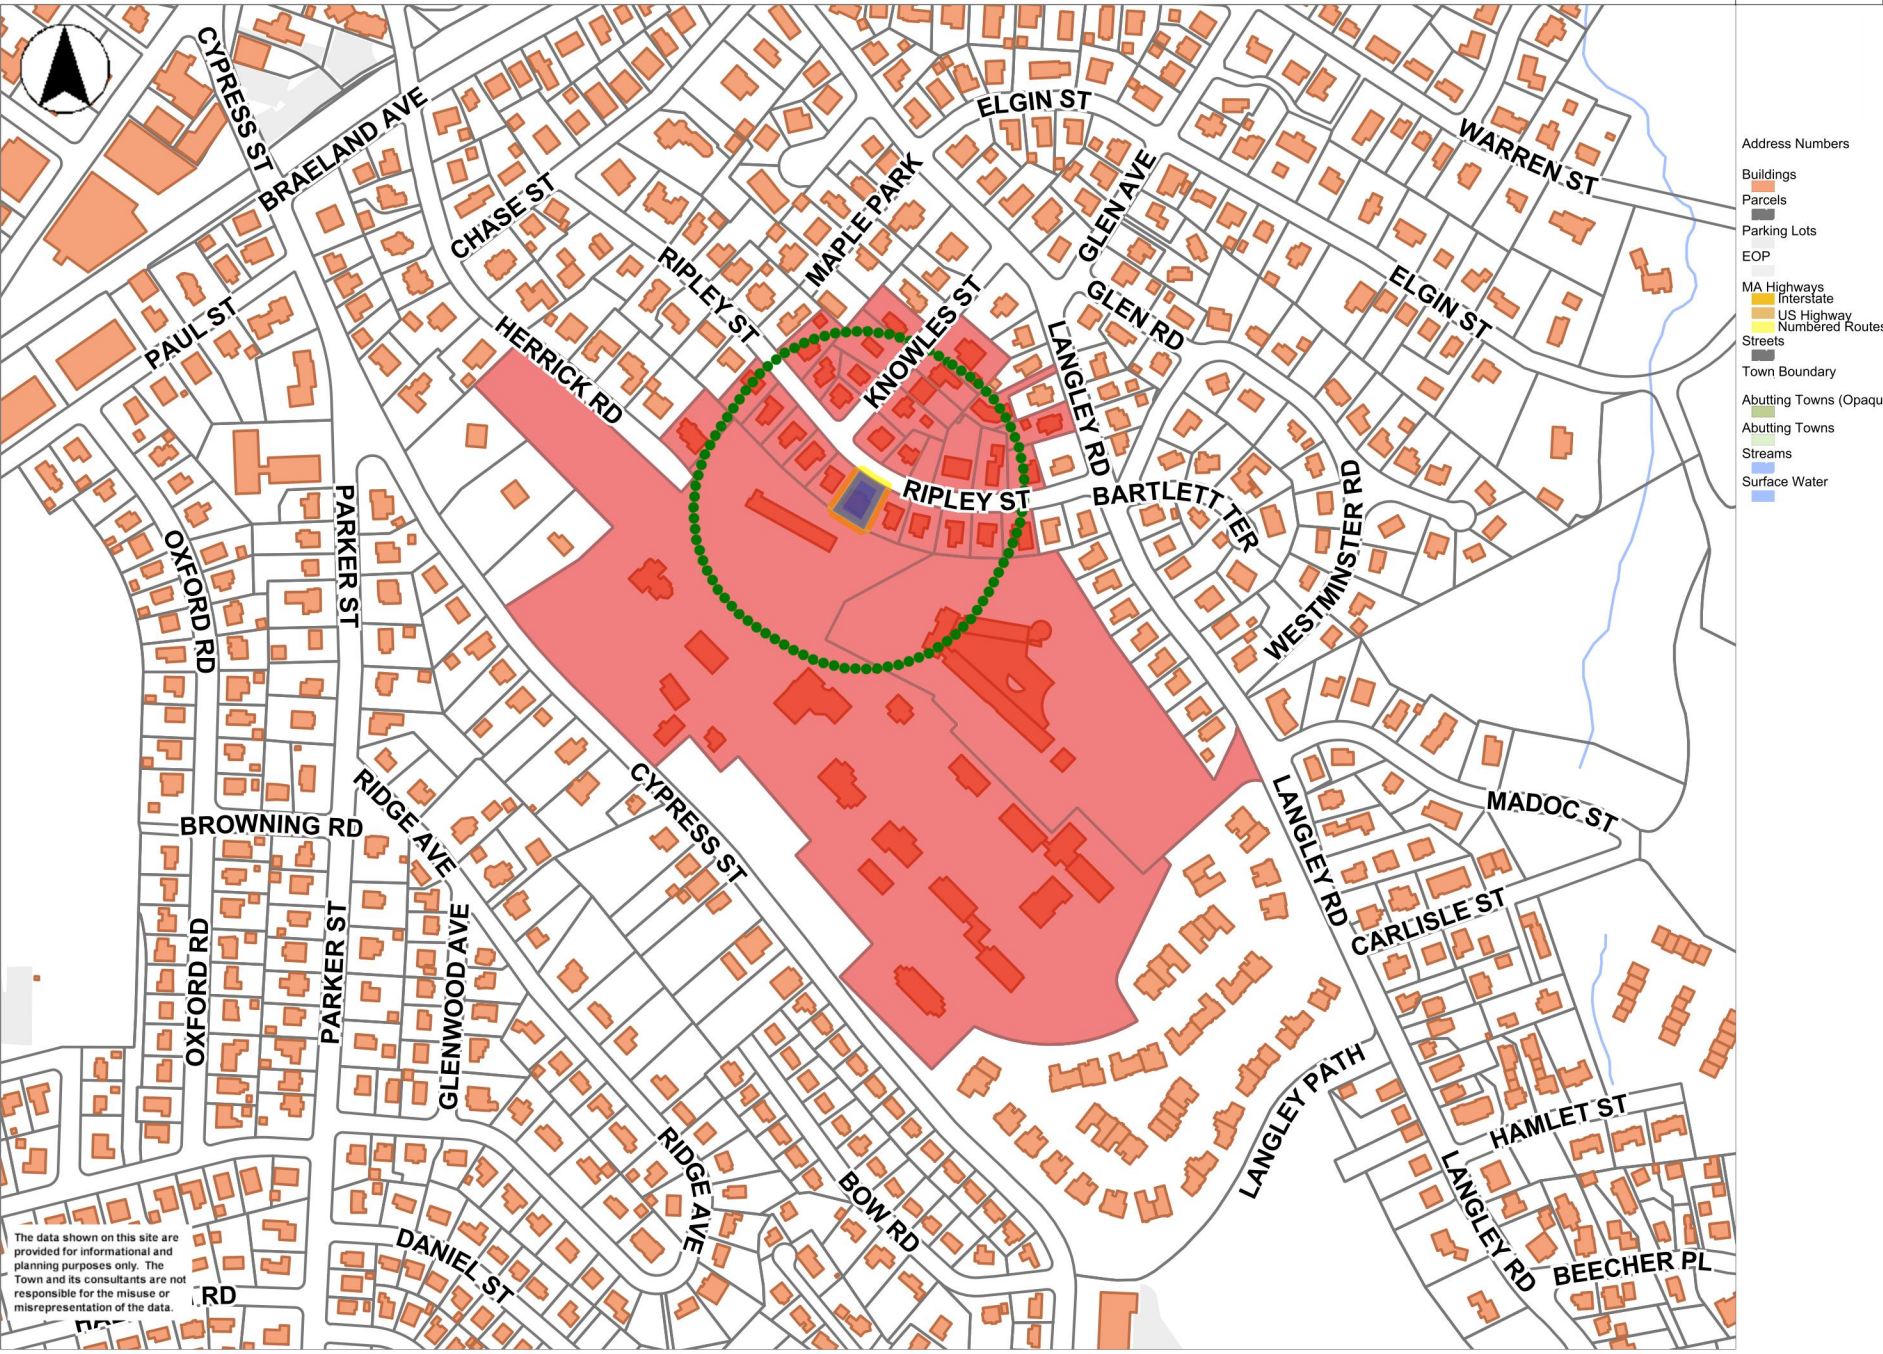 CYPRESS ST
BRAELAND AVE
CHASE ST
PAUL ST
HERRICK RD
RIPLEY ST
MAPLE PARK
KNOWLES ST
ELGIN ST
GLEN AVE
GLEN RD
WARREN ST
ELGIN ST
LANGLEY RD
RIPLEY ST
BARTLETT TER
WESTMINSTER RD
PARKER ST
OXFORD RD
BROWNING RD
RIDGE AVE
CYPRESS ST
LANGLEY RD
MADOC ST
CARLISLE ST
OXFORD RD
PARKER ST
GLENWOOD AVE
LANGLEY PATH
HAMLET ST
RIDGE AVE
BOW RD
LANGLEY RD
BEECHER PL
DANIEL ST
RD
The data shown on this site are
provided for informational and
planning purposes only. The
Town and its consultants are not
responsible for the misuse or
misrepresentation of the data.
Address Numbers
Buildings
Parcels
Parking Lots
EOP
MA Highways
Interstate
US Highway
Numbered Routes
Streets
Town Boundary
Abutting Towns (Opaqu
Abutting Towns
Streams
Surface Water